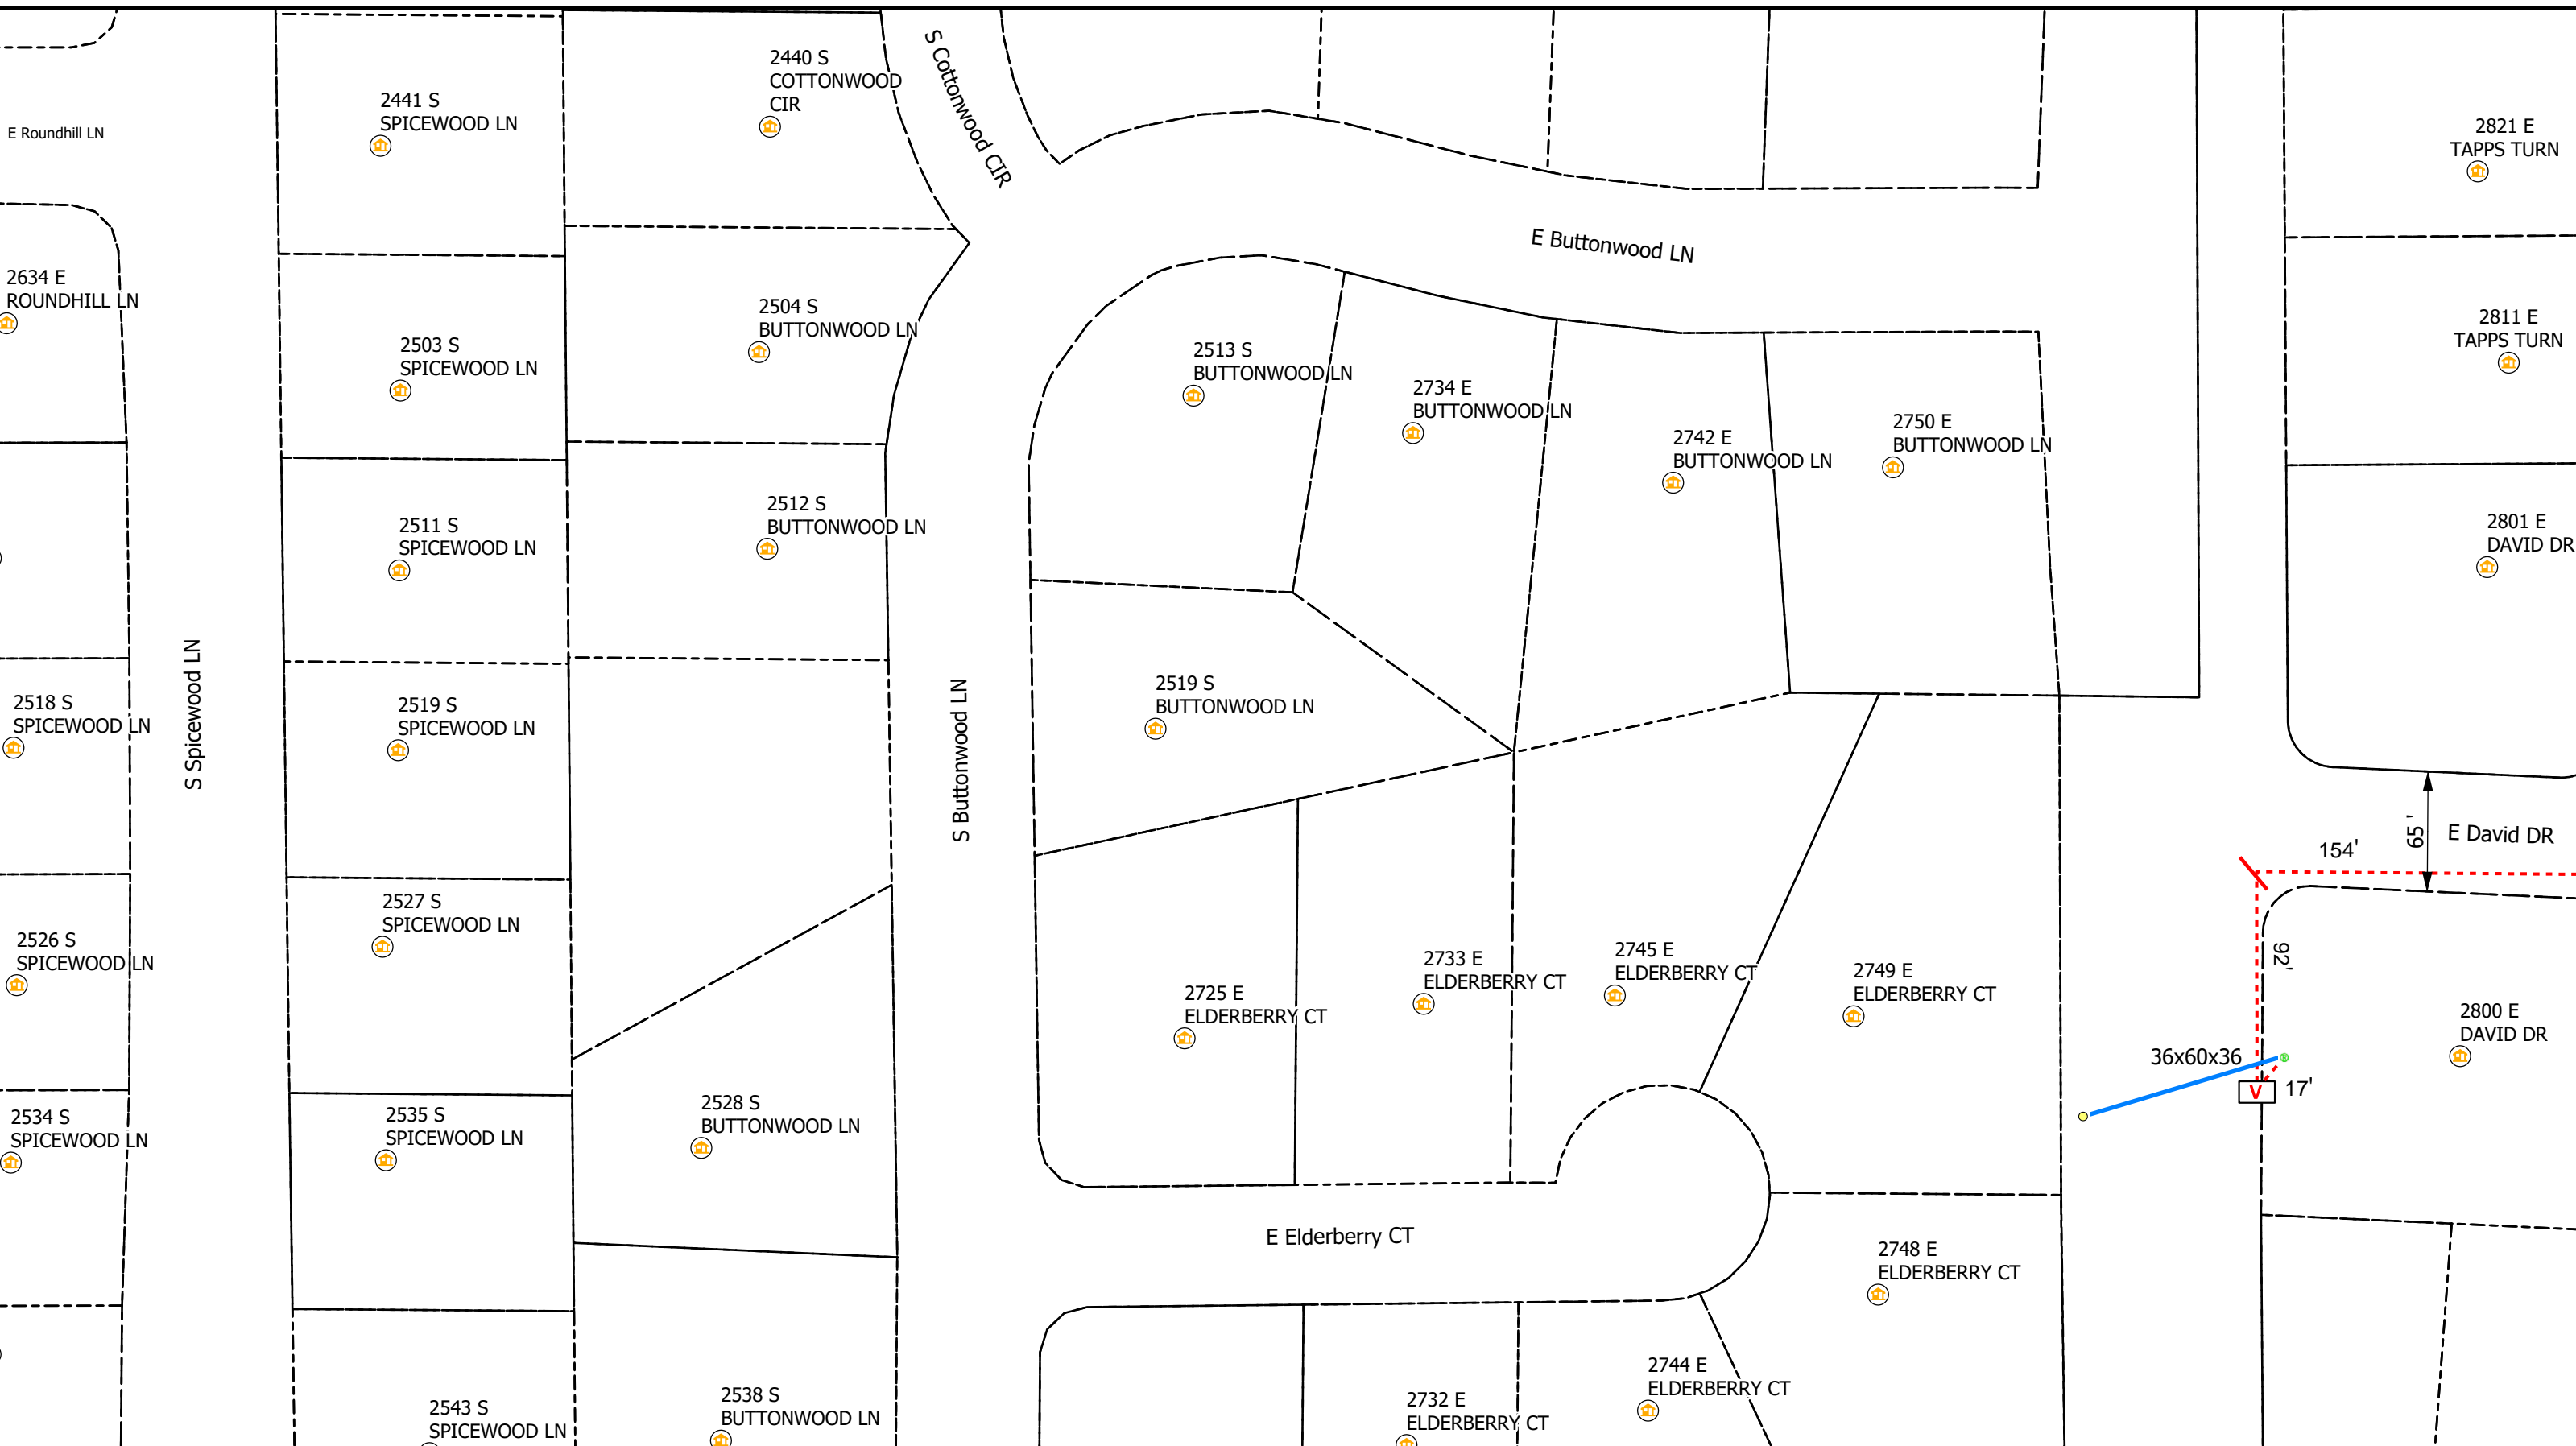 2440 S
COTTONWOOD
CIR
S Cottonwood CIR
2441 S
SPICEWOOD LN
E Roundhill LN
2821 E
TAPPS TURN
E Buttonwood LN
2634 E
ROUNDHILL LN
2504 S
BUTTONWOOD LN
2811 E
TAPPS TURN
2503 S
SPICEWOOD LN
2513 S
BUTTONWOOD LN
2734 E
BUTTONWOOD LN
2742 E
BUTTONWOOD LN
2750 E
BUTTONWOOD LN
2512 S
BUTTONWOOD LN
2511 S
SPICEWOOD LN
2801 E
DAVID DR
S Spicewood LN
2518 S
SPICEWOOD LN
2519 S
SPICEWOOD LN
S Buttonwood LN
2519 S
BUTTONWOOD LN
65 '
E David DR
154'
2527 S
SPICEWOOD LN
2526 S
SPICEWOOD LN
2733 E
ELDERBERRY CT
2745 E
ELDERBERRY CT
2749 E
ELDERBERRY CT
92'
2725 E
ELDERBERRY CT
2800 E
DAVID DR
36x60x36
V
17'
2534 S
SPICEWOOD LN
2535 S
SPICEWOOD LN
2528 S
BUTTONWOOD LN
E Elderberry CT
2748 E
ELDERBERRY CT
2744 E
ELDERBERRY CT
2543 S
SPICEWOOD LN
2538 S
BUTTONWOOD LN
2732 E
ELDERBERRY CT